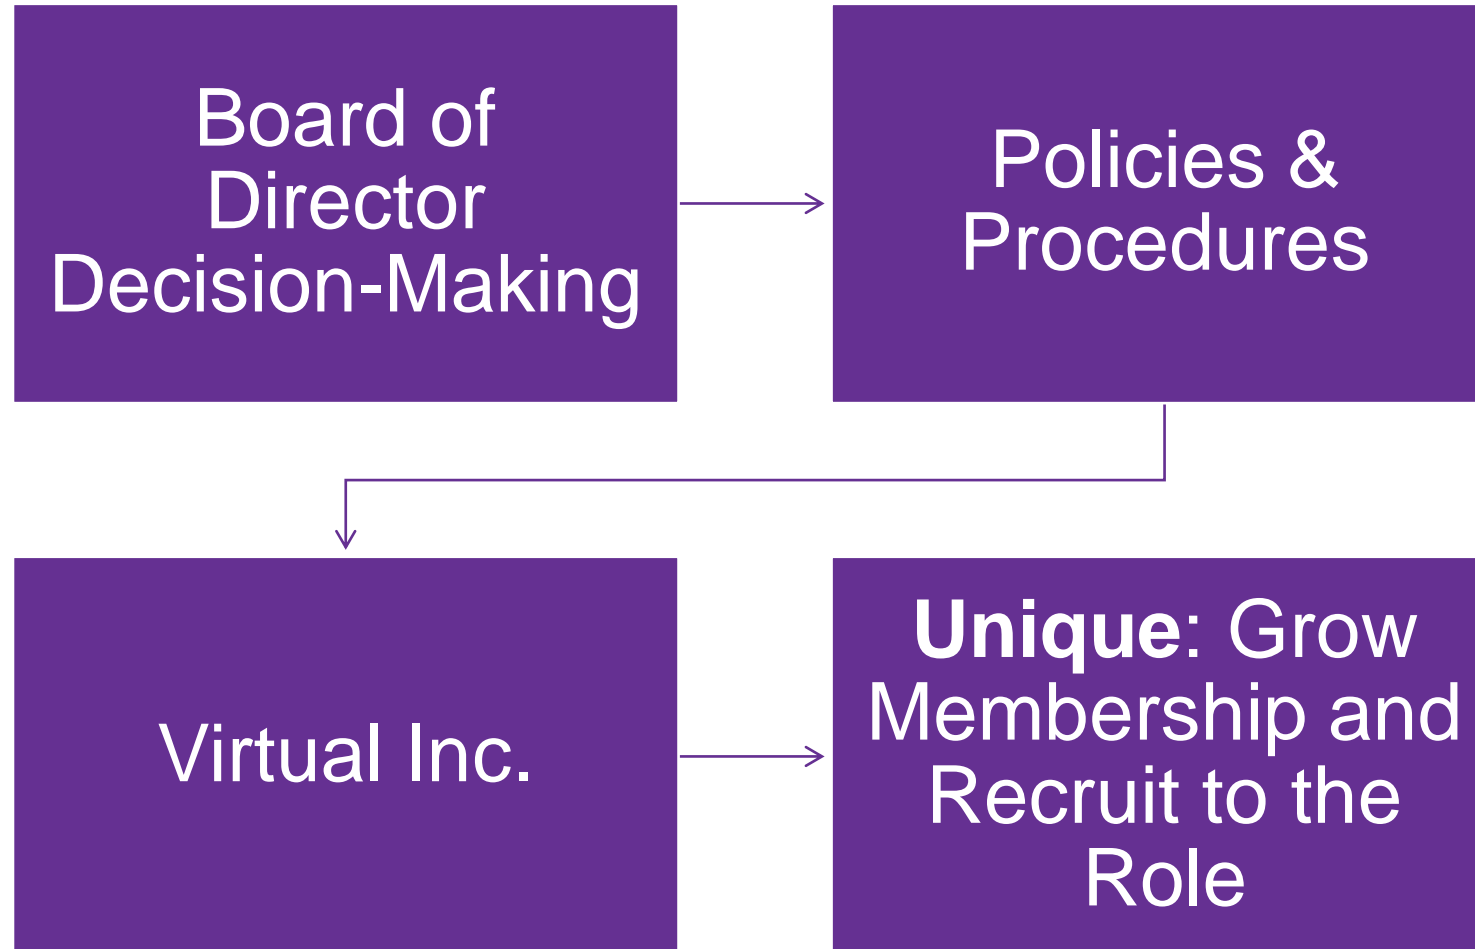 Board of
Director
Decision-Making
Policies &
Procedures
Virtual Inc.
Unique: Grow
Membership and
Recruit to the
Role